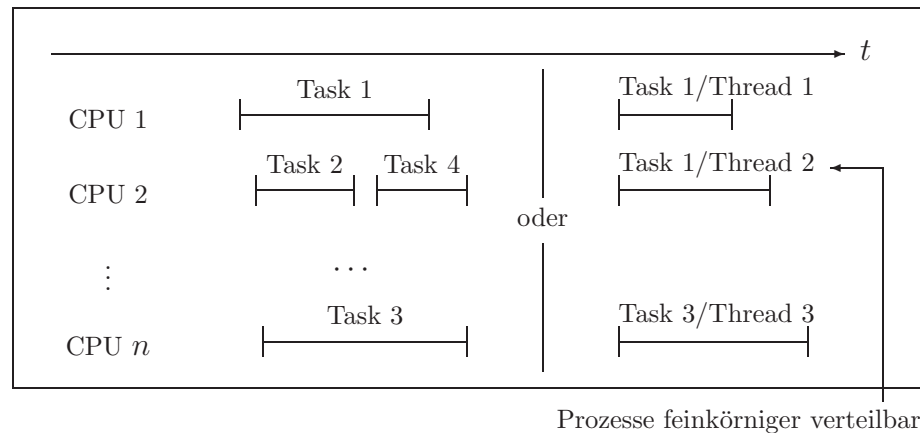 t
Task 1
Task 1/Thread 1
CPU 1
Task 2
Task 4
Task 1/Thread 2
CPU 2
oder
⋮
. . .
Task 3
Task 3/Thread 3
CPU n
Prozesse feinkörniger verteilbar